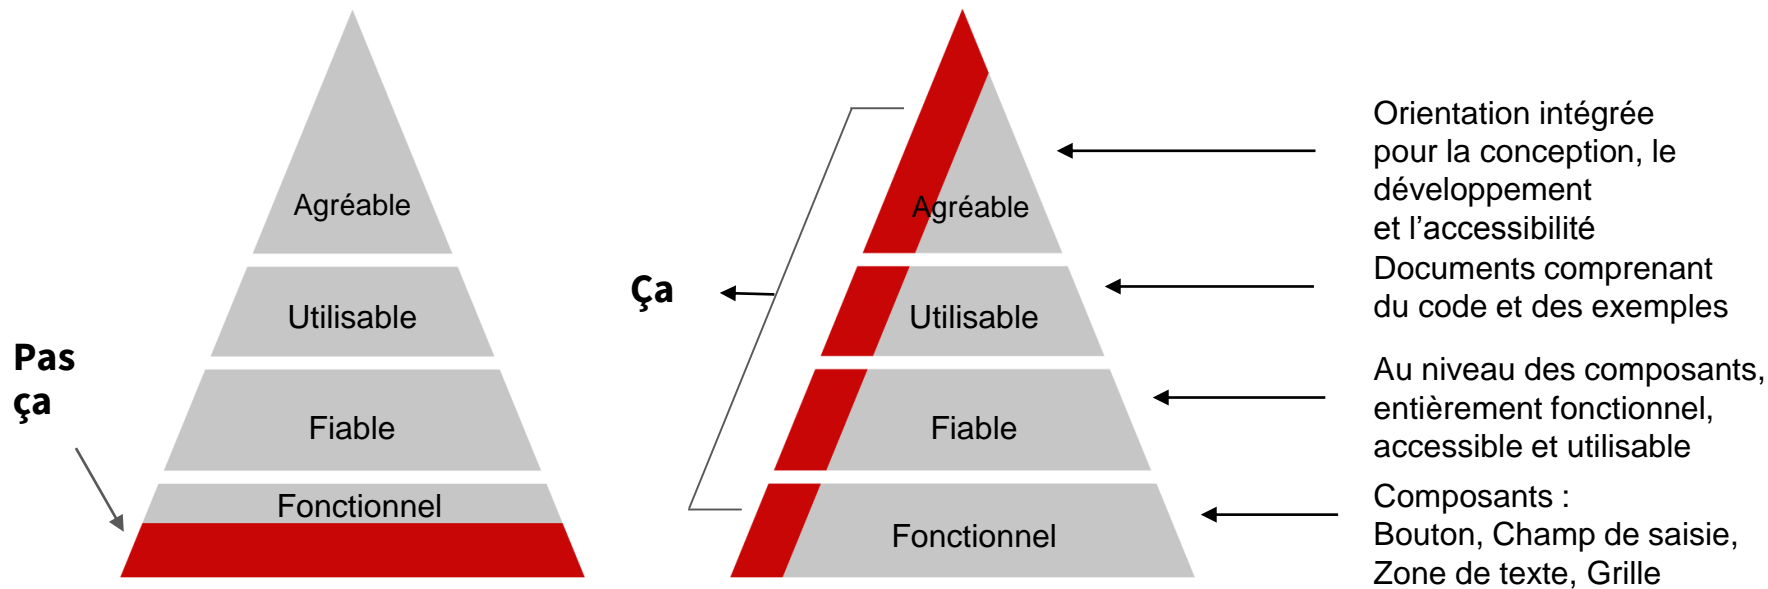 Pas
ça
Agréable
Utilisable
Fiable
Fonctionnel
Ça
Agréable
Utilisable
Fiable
Fonctionnel
Orientation intégrée
pour la conception, le
développement
et l’accessibilité
Documents comprenant
du code et des exemples
Au niveau des composants,
entièrement fonctionnel,
accessible et utilisable
Composants :
Bouton, Champ de saisie,
Zone de texte, Grille